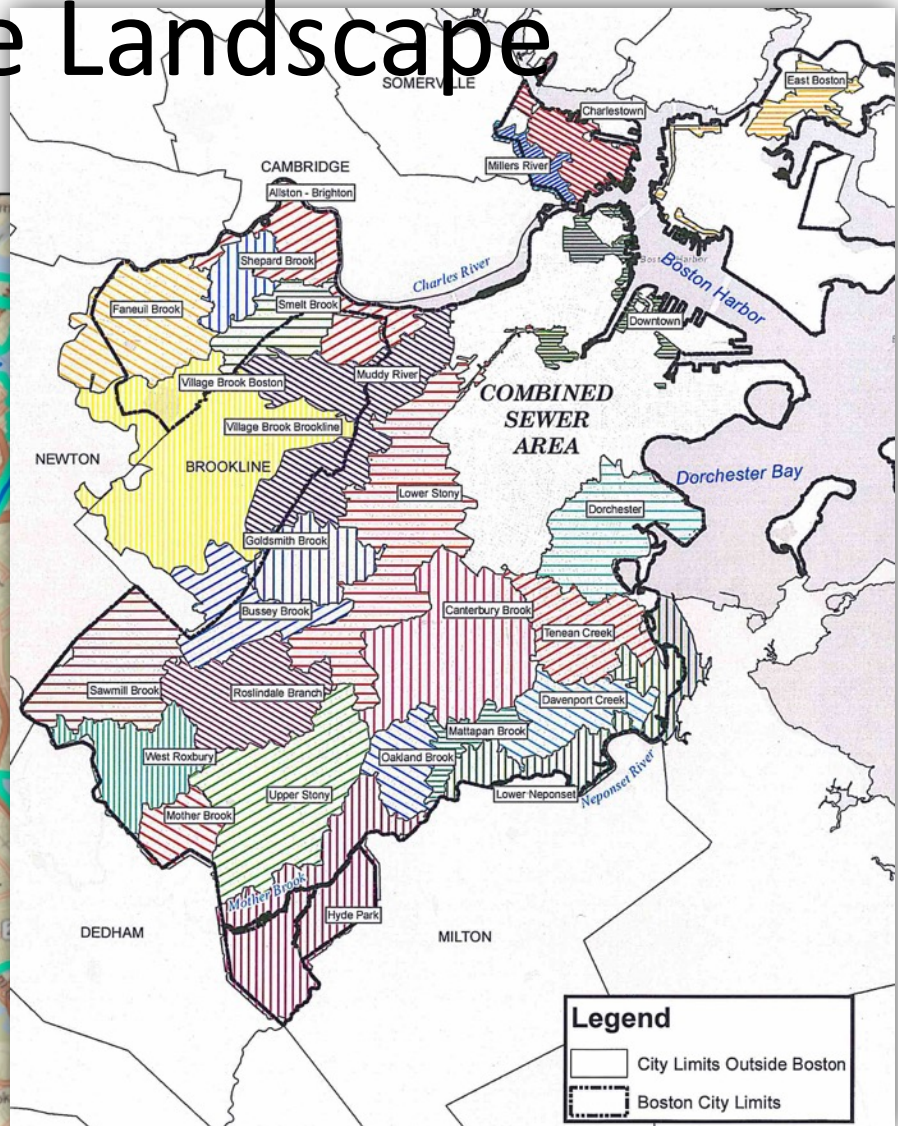 e Landscape
SOMERVILLE
East Boston
Charlestown
Millers River
CAMBRIDGE
Allston - Brighton
Shepard Brook
Charles River
Boston Harbor
Boston Harbor
Faneuil Brook
Smelt Brook
Downtown
Village Brook Boston
Muddy River
COMBINED
SEWER
AREA
Village Brook Brookline
NEWTON
BROOKLINE
Dorchester Bay
Lower Stony
Dorchester
Goldsmith Brook
Bussey Brook
Canterbury Brook
Tenean Creek
Sawmill Brook
Roslindale Branch
Davenport Creek
Mattapan Brook
West Roxbury
Oakland Brook
Upper Stony
Lower Neponset
Neponset River
Mother Brook
Mother Brook
Hyde Park
DEDHAM
MILTON
Legend
City Limits Outside Boston
Boston City Limits